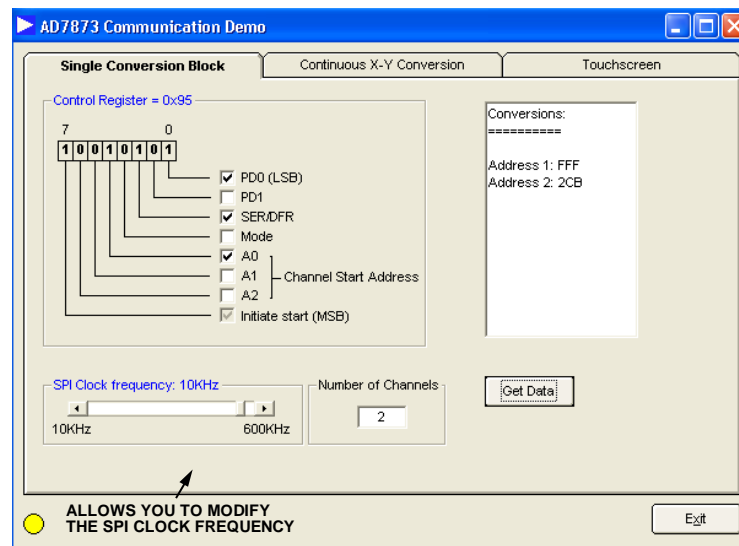 AD7873 Communication Demo
Single Conversion Block
Continuous X-Y Conversion
Touchscreen
Control Register = 0x95
7 0
1 0 0 1 0 1 0 1
PD0 (LSB)
PD1
SER/DFR
Mode
A0
A1
Channel Start Address
A2
Initiate start (MSB)
Conversions:
==========
Address 1: FFF
Address 2: 2CB
SPI Clock frequency: 10KHz
10KHz 600KHz
Number of Channels
2
Get Data
ALLOWS YOU TO MODIFY
THE SPI CLOCK FREQUENCY
Exit